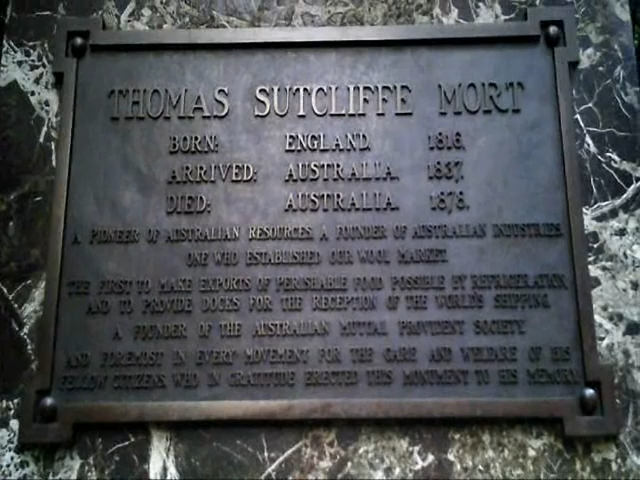 THOMAS SUTCLIFFE MORT
BORN: ENGLAND. 1816.
ARRIVED: AUSTRALIA. 1837.
DIED: AUSTRALIA. 1878.
A PIONEER OF AUSTRALIAN RESOURCES. A FOUNDER OF AUSTRALIAN INDUSTRIES.
ONE WHO ESTABLISHED OUR WOOL MARKET.
THE FIRST TO MAKE EXPORTS OF PERISHABLE FOOD POSSIBLE BY REFRIGERATION,
AND TO PROVIDE DOCKS FOR THE RECEPTION OF THE WORLD'S SHIPPING.
A FOUNDER OF THE AUSTRALIAN MUTUAL PROVIDENT SOCIETY.
AND FOREMOST IN EVERY MOVEMENT FOR THE CARE AND WELFARE OF HIS
FELLOW CITIZENS, WHO IN GRATITUDE ERECTED THIS MONUMENT TO HIS MEMORY.